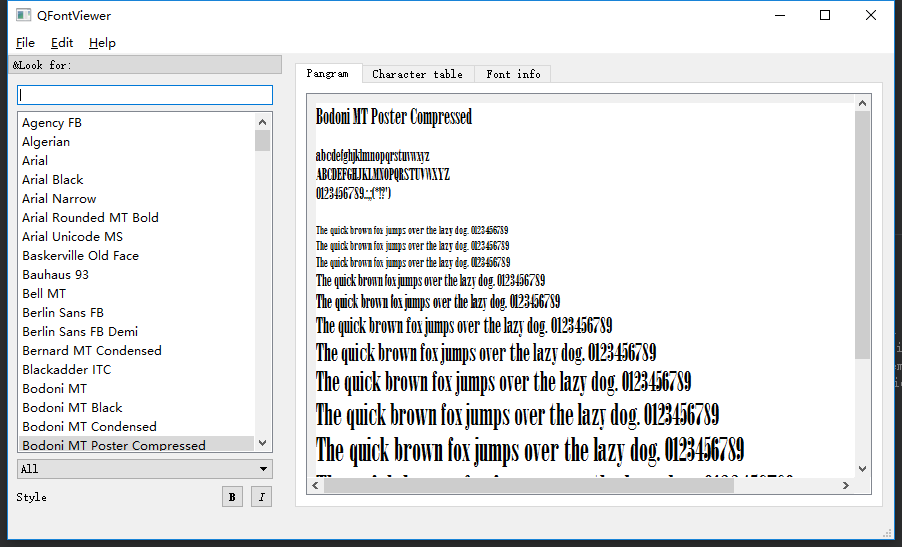 QFontViewer
File Edit Help
&Look for:
Agency FB
Algerian
Arial
Arial Black
Arial Narrow
Arial Rounded MT Bold
Arial Unicode MS
Baskerville Old Face
Bauhaus 93
Bell MT
Berlin Sans FB
Berlin Sans FB Demi
Bernard MT Condensed
Blackadder ITC
Bodoni MT
Bodoni MT Black
Bodoni MT Condensed
Bodoni MT Poster Compressed
All
Style B I
Pangram Character table Font info
Bodoni MT Poster Compressed
abcdefghjklmnopqrstuvwxyz
ABCDEFGHJKLMNOPQRSTUVWXYZ
0123456789.:,;(*!?')
The quick brown fox jumps over the lazy dog. 0123456789
The quick brown fox jumps over the lazy dog. 0123456789
The quick brown fox jumps over the lazy dog. 0123456789
The quick brown fox jumps over the lazy dog. 0123456789
The quick brown fox jumps over the lazy dog. 0123456789
The quick brown fox jumps over the lazy dog. 0123456789
The quick brown fox jumps over the lazy dog. 0123456789
The quick brown fox jumps over the lazy dog. 0123456789
The quick brown fox jumps over the lazy dog. 0123456789
The quick brown fox jumps over the lazy dog. 0123456789